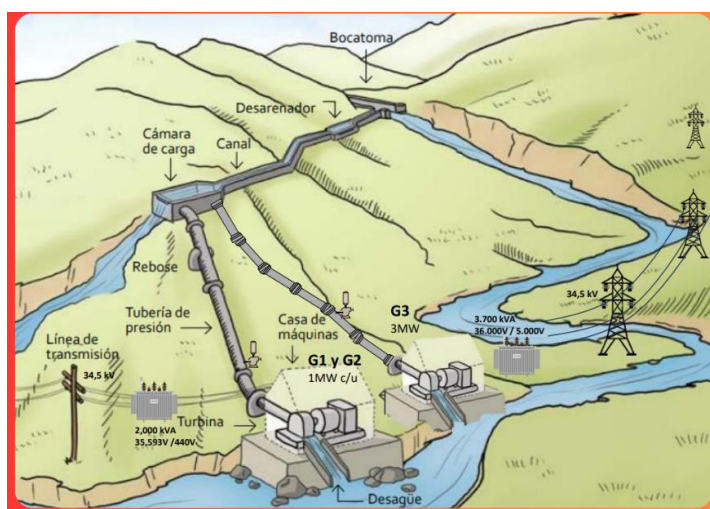 Bocatoma
Desarenador
Cámara
de carga
Canal
Rebose
Tubería de
presión
Casa de
máquinas
G3
3MW
34,5 kV
3.700 kVA
36.000V / 5.000V
Línea de
transmisión
34,5 kV
G1 y G2
1MW c/u
2,000 kVA
35,593V /440V
Turbina
Desagüe